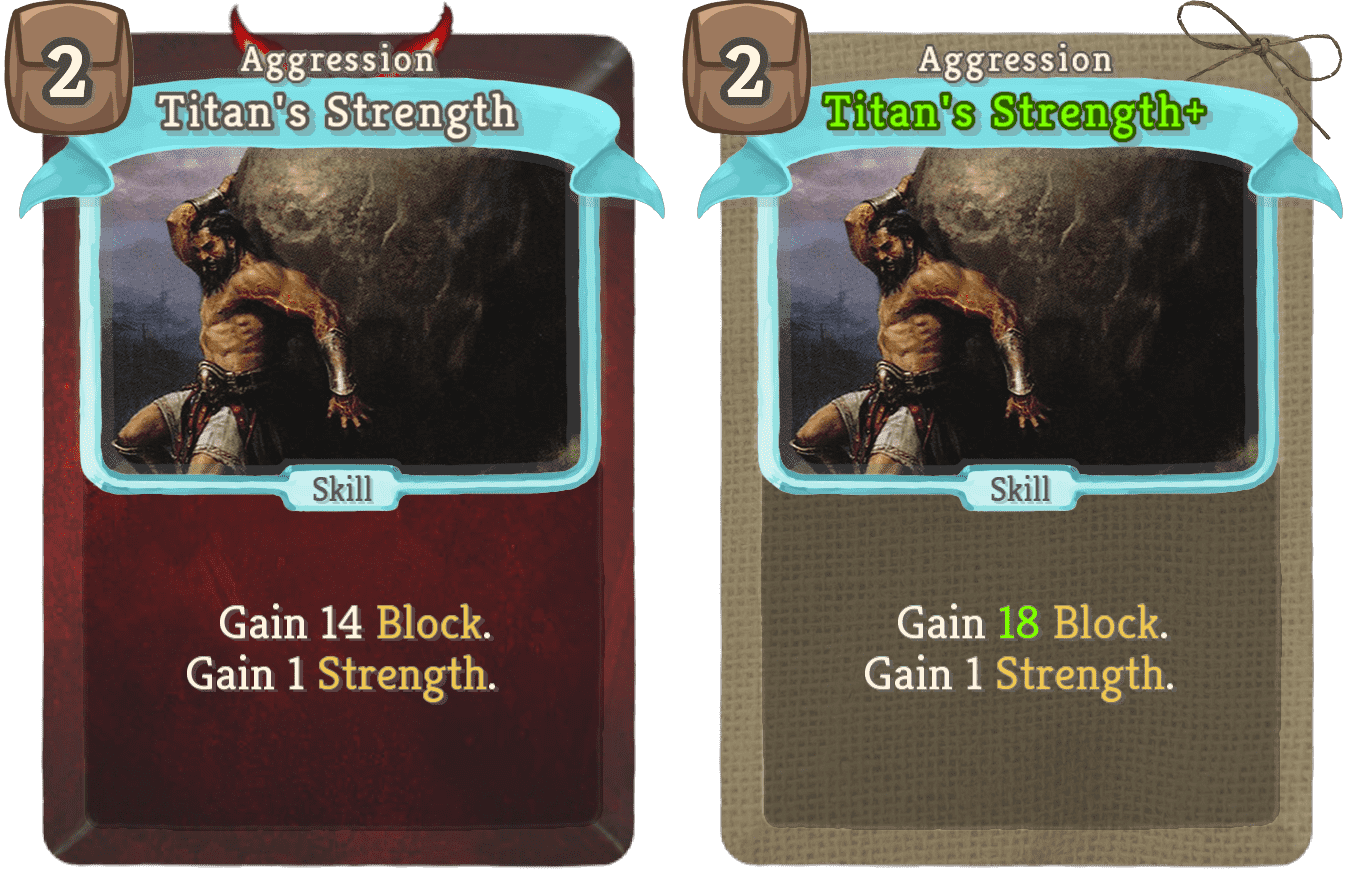 2
Aggression
Titan's Strength
Skill
Gain 14 Block.
Gain 1 Strength.
2
Aggression
Titan's Strength+
Skill
Gain 18 Block.
Gain 1 Strength.